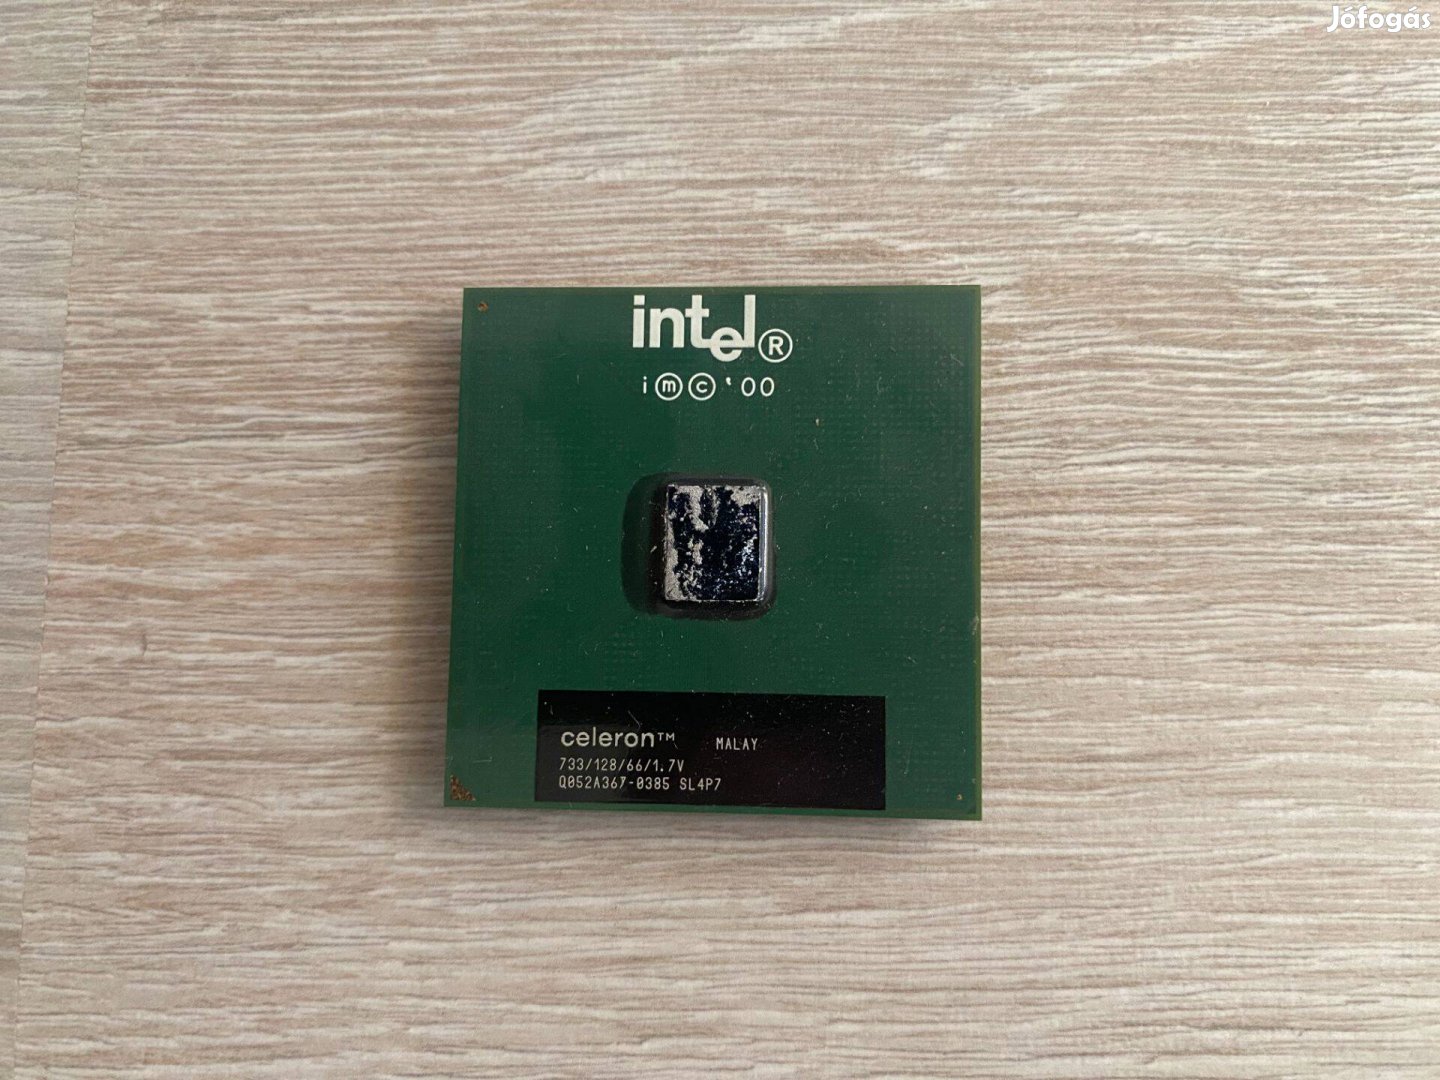 Jófogás
intel®
i ⓜ © '00
celeron™ MALAY
733/128/66/1.7V
Q052A367-0385 SL4P7